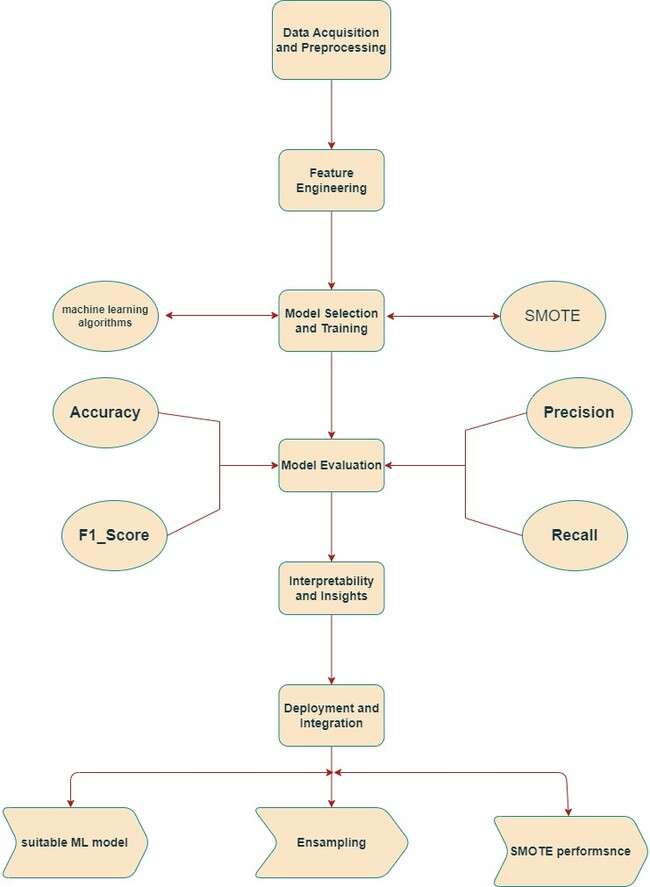 Data Acquisition
and Preprocessing
Feature
Engineering
machine learning
algorithms
Model Selection
and Training
SMOTE
Accuracy
Precision
Model Evaluation
F1_Score
Recall
Interpretability
and Insights
Deployment and
Integration
suitable ML model
Ensampling
SMOTE performsnce